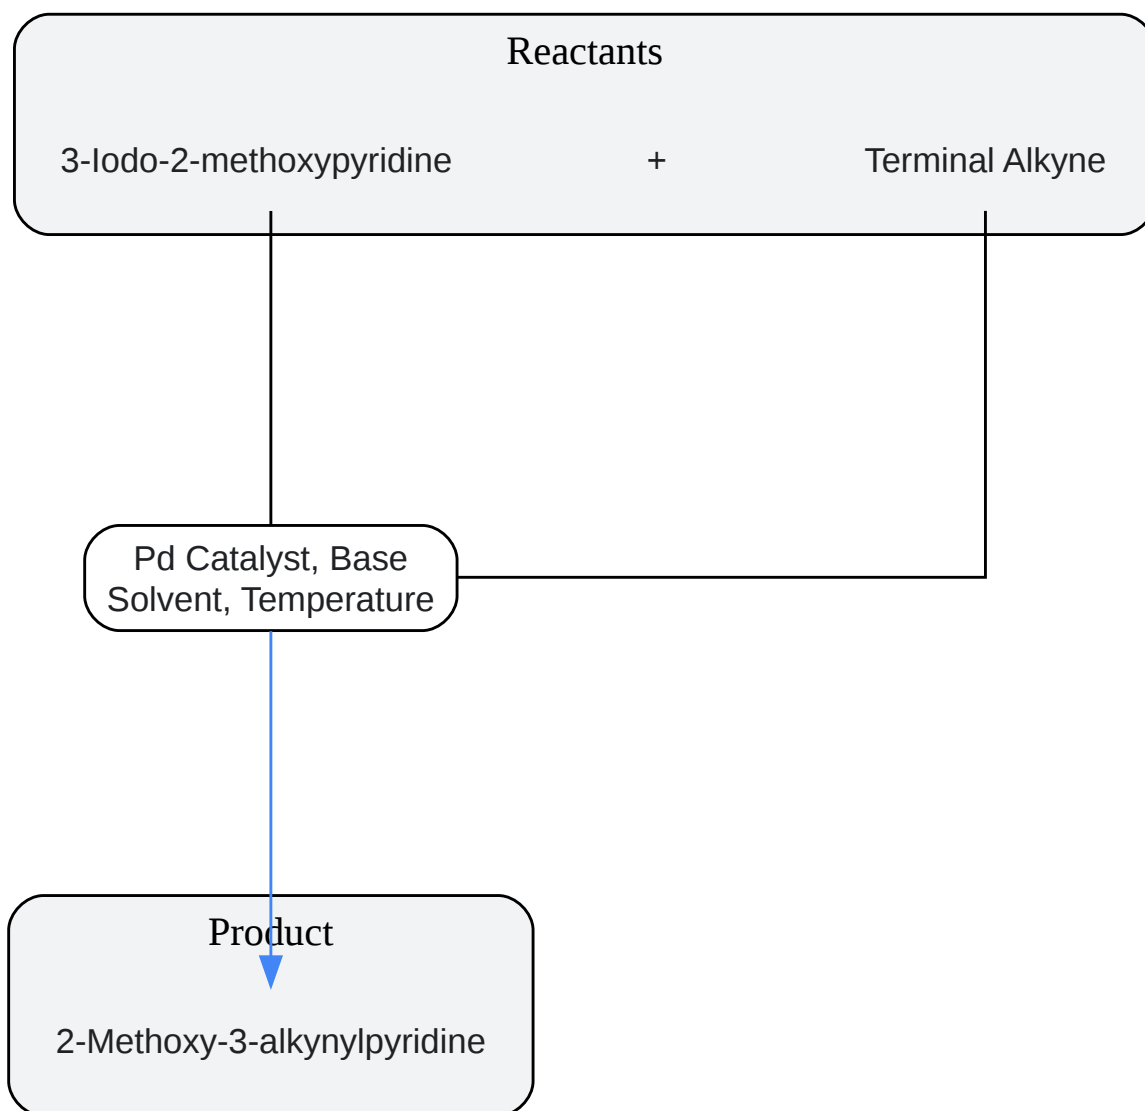 Reactants
3-Iodo-2-methoxypyridine + Terminal Alkyne
Pd Catalyst, Base
Solvent, Temperature
Product
2-Methoxy-3-alkynylpyridine